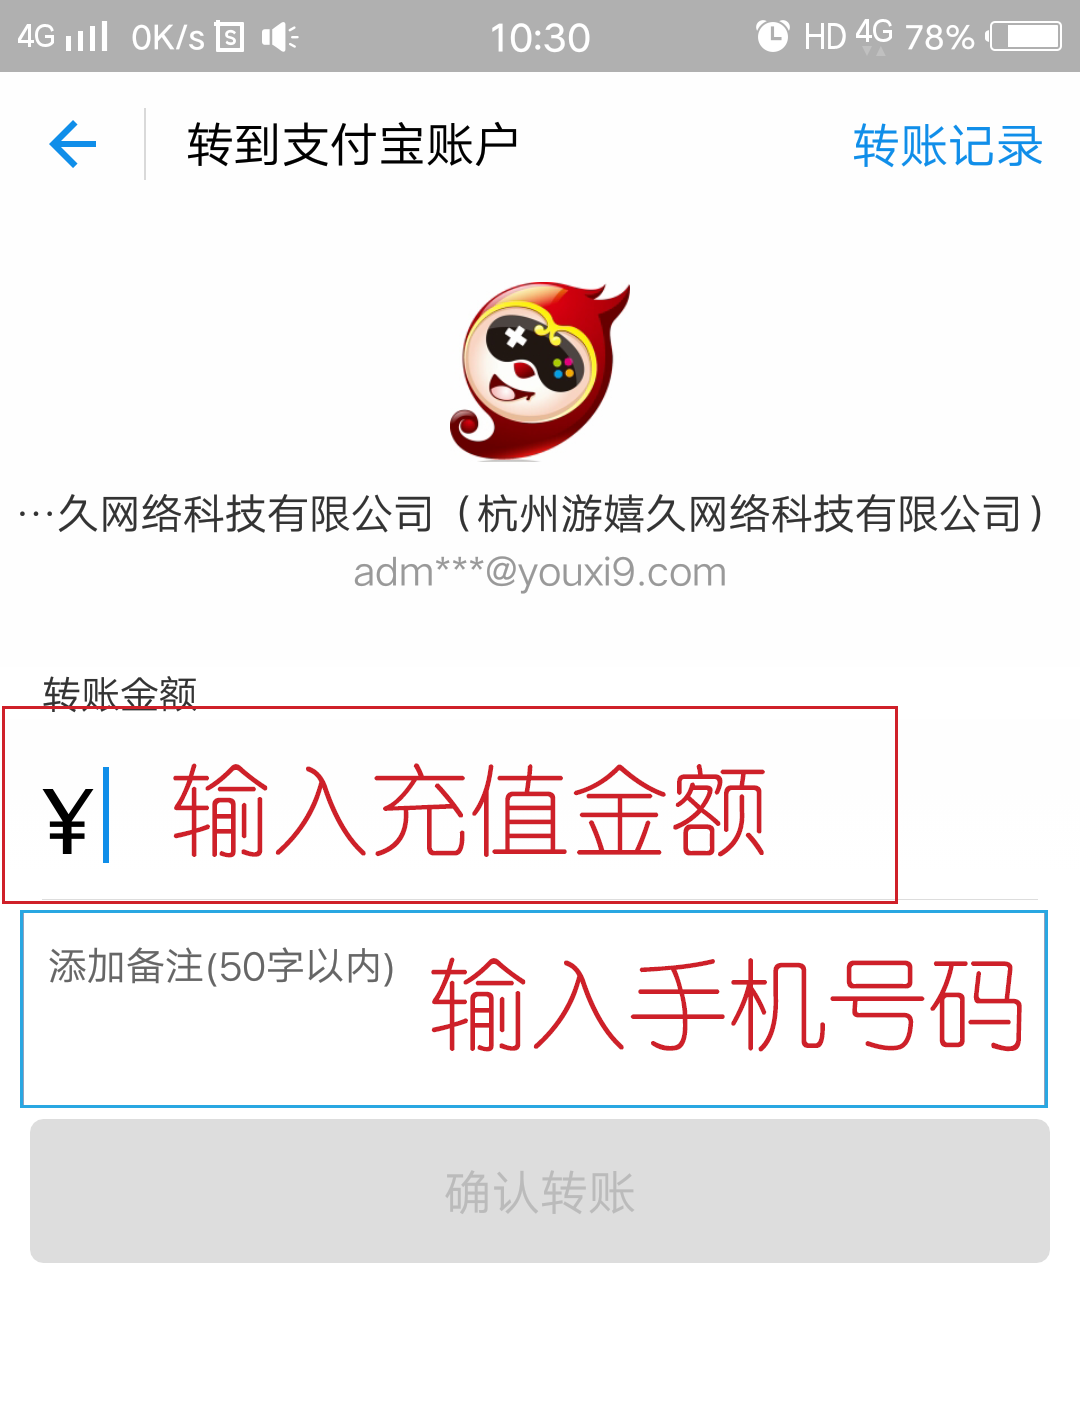 4G 0K/s 10:30 HD 4G 78%
转到支付宝账户 转账记录
…久网络科技有限公司（杭州游嬉久网络科技有限公司）
adm***@youxi9.com
转账金额
¥ 输入充值金额
添加备注(50字以内) 输入手机号码
确认转账